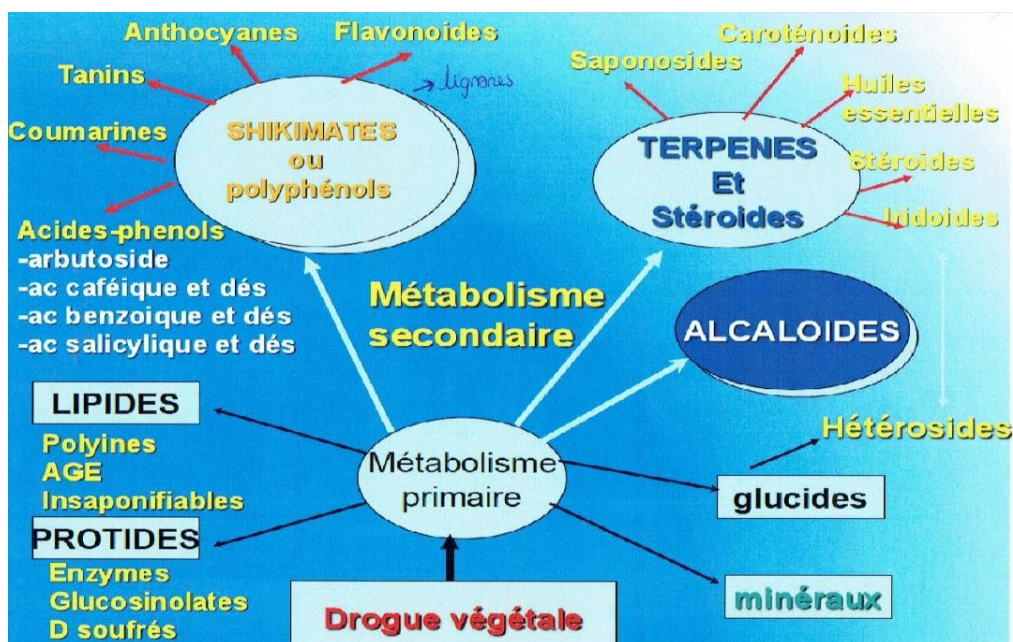 Anthocyanes
Flavonoides
Tanins
→ lignanes
Coumarines
SHIKIMATES
ou
polyphénols
Acides-phenols
-arbutoside
-ac caféique et dés
-ac benzoique et dés
-ac salicylique et dés
Caroténoides
Saponosides
Huiles
essentielles
TERPENES
Et
Stéroides
Stéroides
Iridoides
Métabolisme
secondaire
ALCALOIDES
LIPIDES
Polyines
AGE
Insaponifiables
PROTIDES
Enzymes
Glucosinolates
D soufrés
Métabolisme
primaire
Hétérosides
glucides
minéraux
Drogue végétale